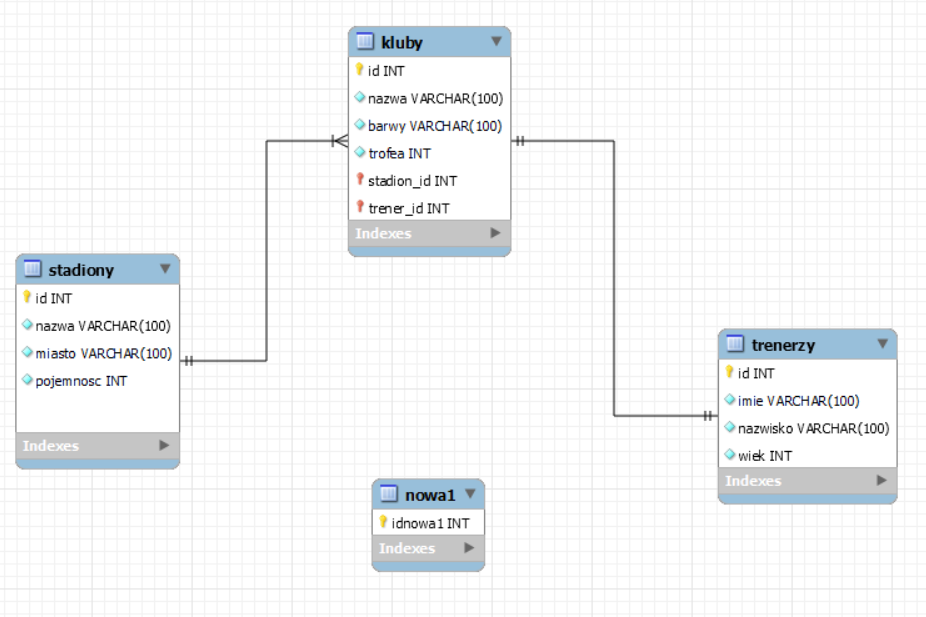 kluby
id INT
nazwa VARCHAR(100)
barwy VARCHAR(100)
trofea INT
stadion_id INT
trener_id INT
Indexes
stadiony
id INT
nazwa VARCHAR(100)
miasto VARCHAR(100)
pojemnosc INT
Indexes
trenerzy
id INT
imie VARCHAR(100)
nazwisko VARCHAR(100)
wiek INT
Indexes
nowa1
idnowa1 INT
Indexes